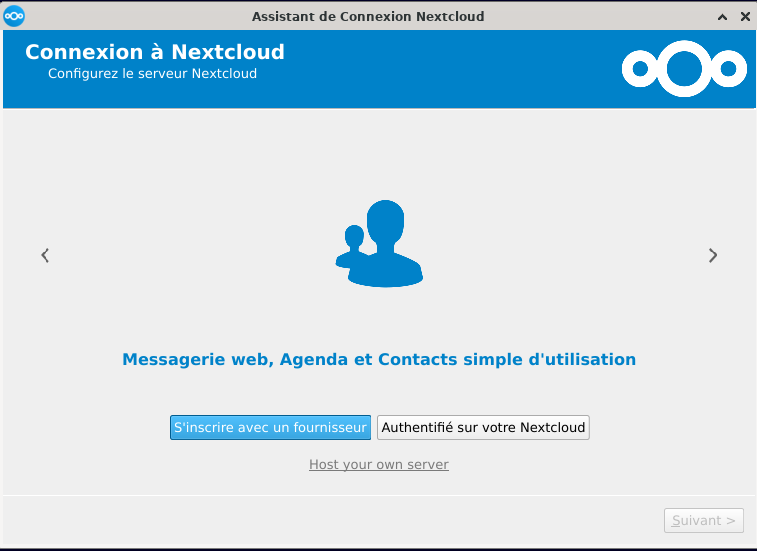 Assistant de Connexion Nextcloud
Connexion à Nextcloud
Configurez le serveur Nextcloud
Messagerie web, Agenda et Contacts simple d'utilisation
S'inscrire avec un fournisseur
Authentifié sur votre Nextcloud
Host your own server
Suivant >